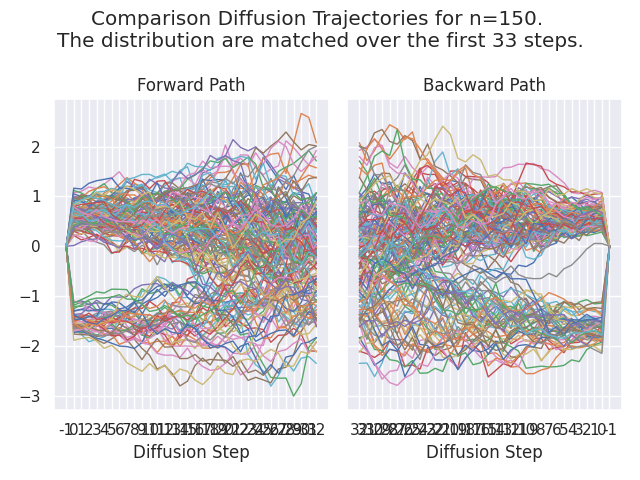 Comparison Diffusion Trajectories for n=150.
The distribution are matched over the first 33 steps.
Forward Path
Backward Path
2
1
0
−1
−2
−3
Diffusion Step
Diffusion Step